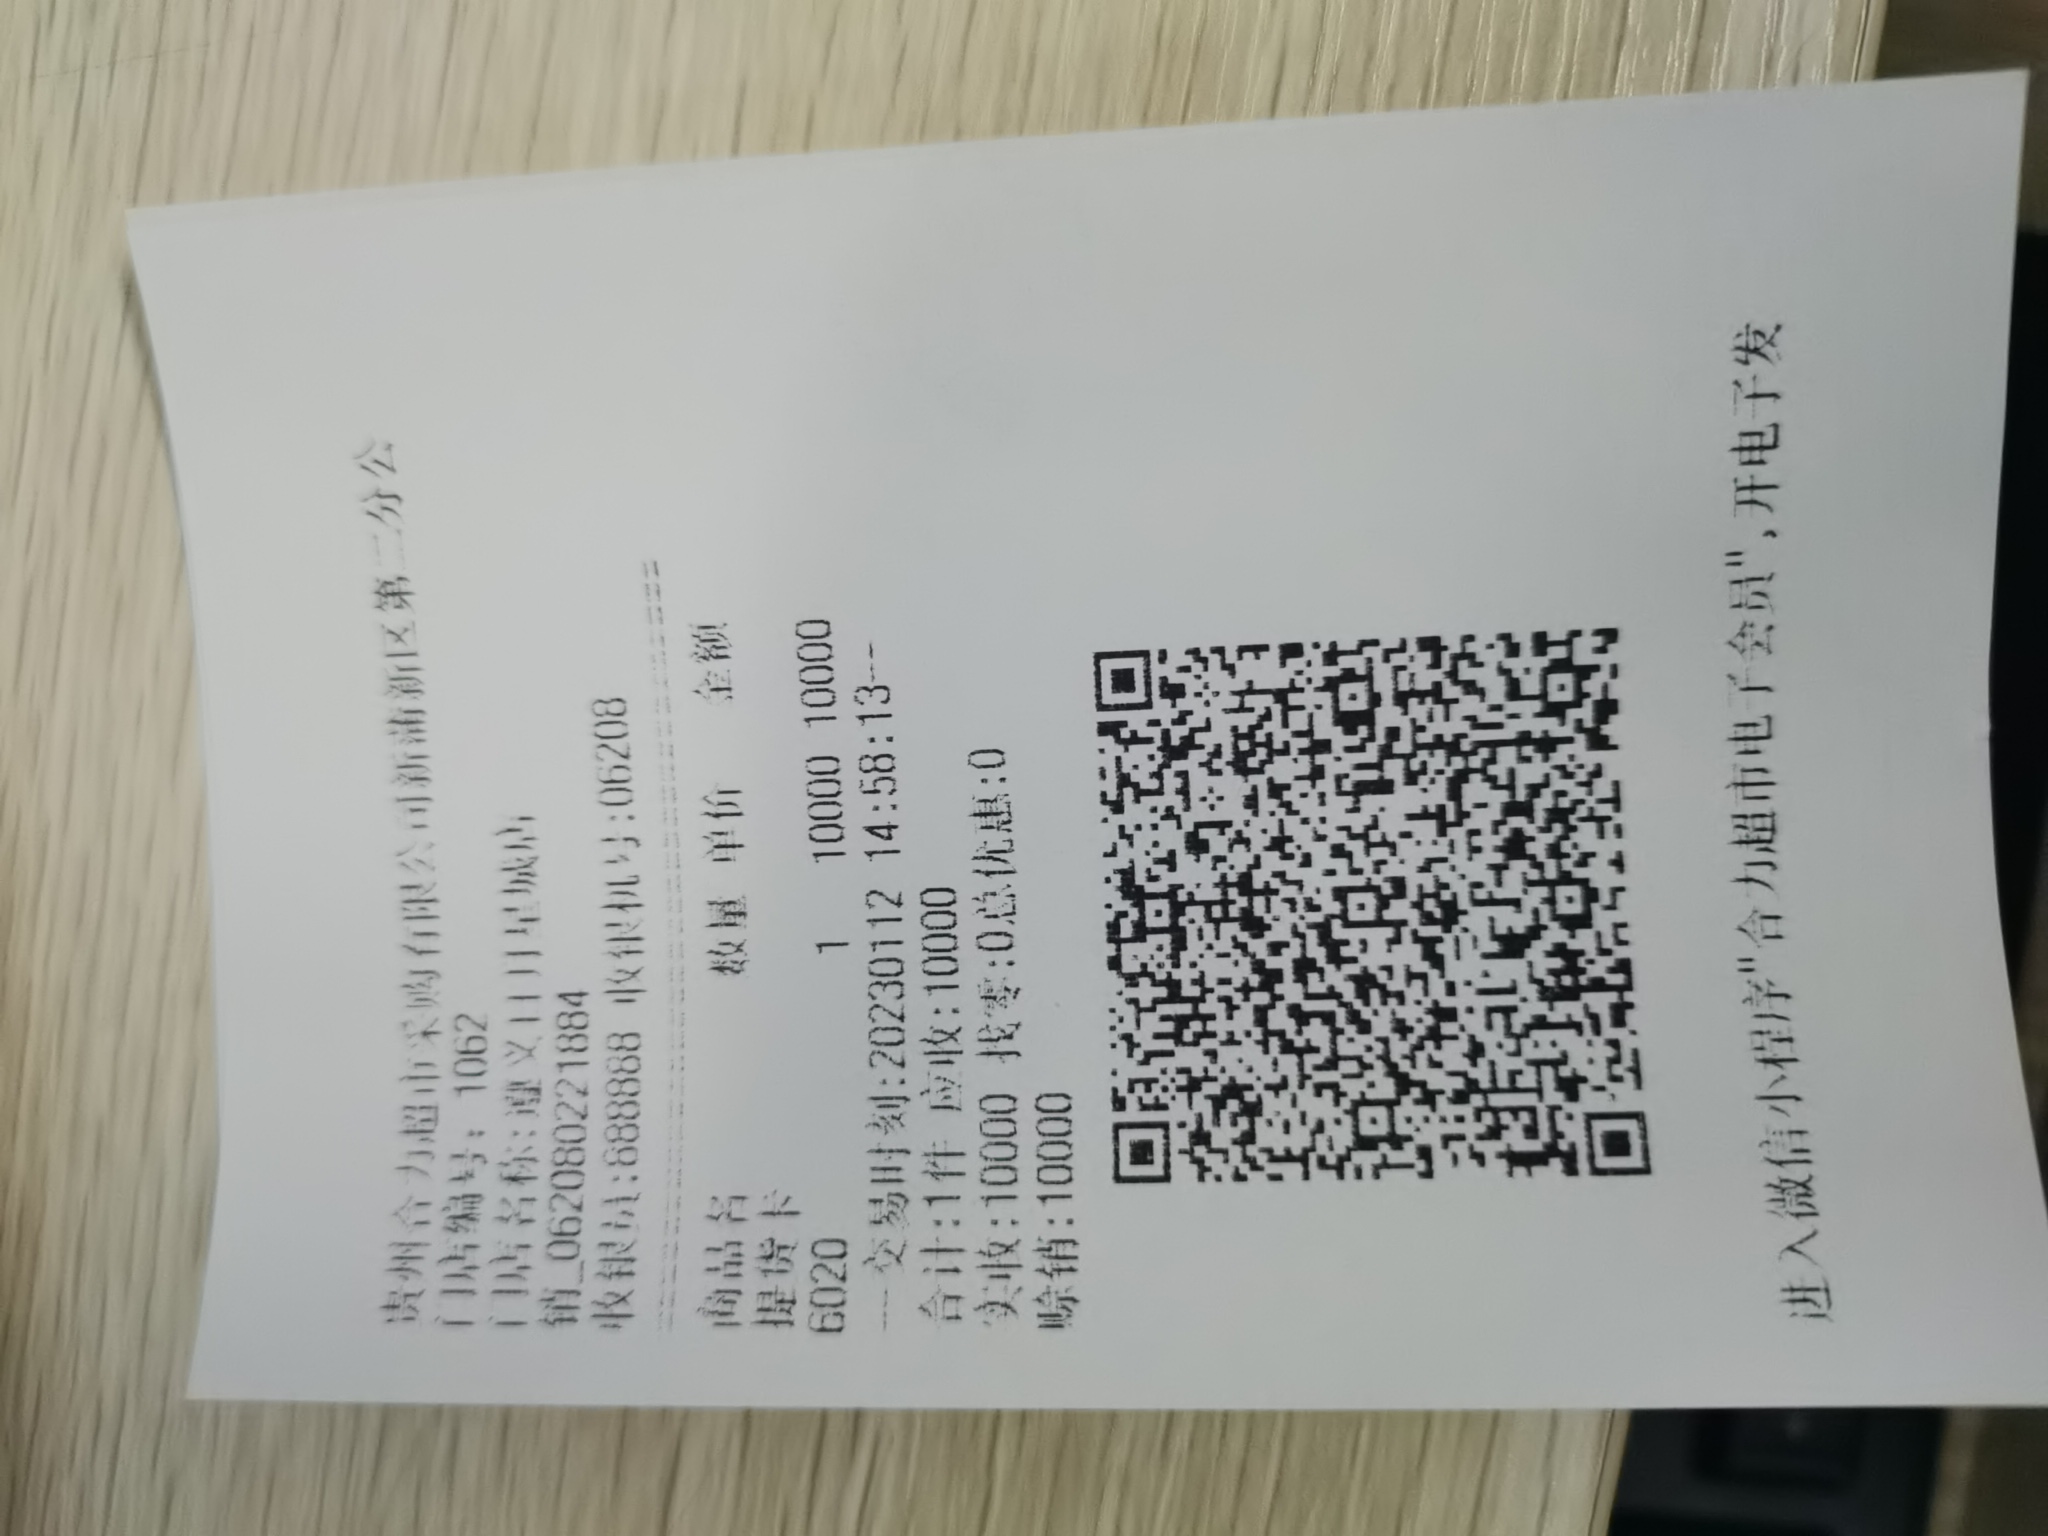 贵州合力超市采购有限公司新蒲新区第二分公
门店编号: 1062
门店名称:遵义日月星城店
销_062080221884
收银员:888888 收银机号:06208
商品名 数量 单价 金额
提货卡
6020 1 10000 10000
---交易时刻:20230112 14:58:13--
合计:1件 应收:10000
实收:10000 找零:0总优惠:0
赊销:10000
进入微信小程序"合力超市电子会员",开电子发